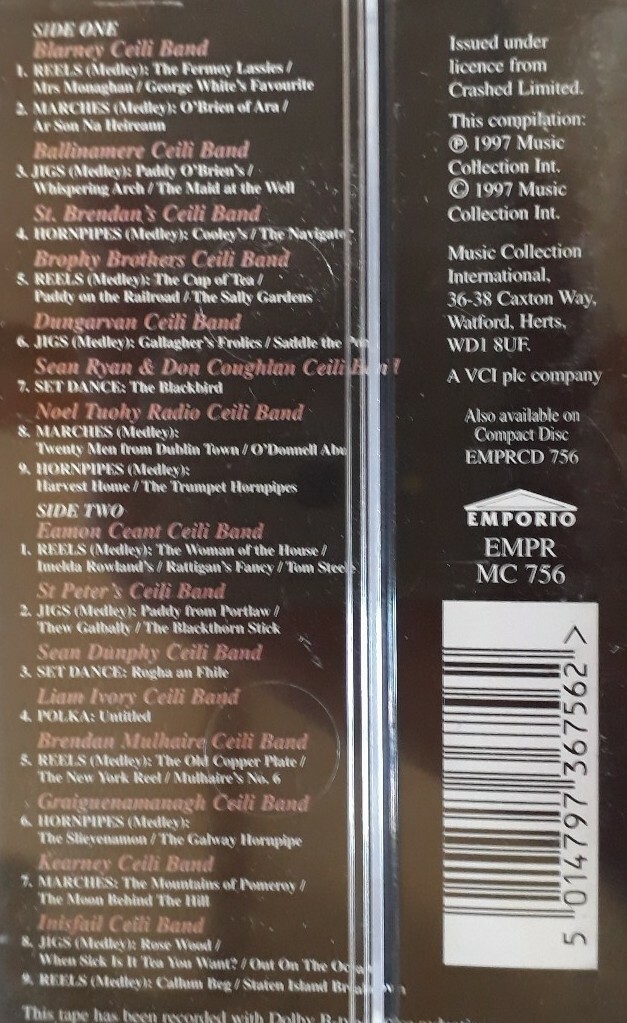 SIDE ONE
Blarney Ceili Band
1. REELS (Medley): The Fermoy Lassies /
Mrs Monaghan / George White's Favourite
2. MARCHES (Medley): O'Brien of Ara /
Ar Son Na Heireann
Ballinamere Ceili Band
3. JIGS (Medley): Paddy O'Brien's /
Whispering Arch / The Maid at the Well
St. Brendan's Ceili Band
4. HORNPIPES (Medley): Cooley's / The Navigator
Brophy Brothers Ceili Band
5. REELS (Medley): The Cup of Tea /
Paddy on the Railroad / The Sally Gardens
Dungarvan Ceili Band
6. JIGS (Medley): Gallagher's Frolics / Saddle the
Sean Ryan & Don Coughlan Ceili
7. SET DANCE: The Blackbird
Noel Tuohy Radio Ceili Band
8. MARCHES (Medley):
Twenty Men from Dublin Town / O'Donnell Abu
9. HORNPIPES (Medley):
Harvest Home / The Trumpet Hornpipes
SIDE TWO
Eamon Ceant Ceili Band
1. REELS (Medley): The Woman of the House /
Imelda Rowland's / Rattigan's Fancy / Tom
St Peter's Ceili Band
2. JIGS (Medley): Paddy from Portlaw /
Thew Galbally / The Blackthorn Stick
Sean Dunphy Ceili Band
3. SET DANCE: Rogha an Fhile
Liam Ivory Ceili Band
4. POLKA: Untitled
Brendan Mulhaire Ceili Band
5. REELS (Medley): The Old Copper Plate /
The New York Reel / Mulhaire's No. 6
Graiguenamanagh Ceili Band
6. HORNPIPES (Medley):
The Slievenamon / The Galway Hornpipe
Kearney Ceili Band
7. MARCHES: The Mountains of Pomeroy /
The Moon Behind The Hill
Inisfail Ceili Band
8. JIGS (Medley): Rose Wood /
When Sick Is It Tea You Want? / Out On The
9. REELS (Medley): Callum Beg / Staten Island
This tape has been recorded with Dolby
Issued under
licence from
Crashed Limited.
This compilation:
℗ 1997 Music
Collection Int.
© 1997 Music
Collection Int.
Music Collection
International,
36-38 Caxton Way,
Watford, Herts,
WD1 8UF.
A VCI plc company
Also available on
Compact Disc
EMPRCD 756
EMPORIO
EMPR
MC 756
5 014797 367562 >